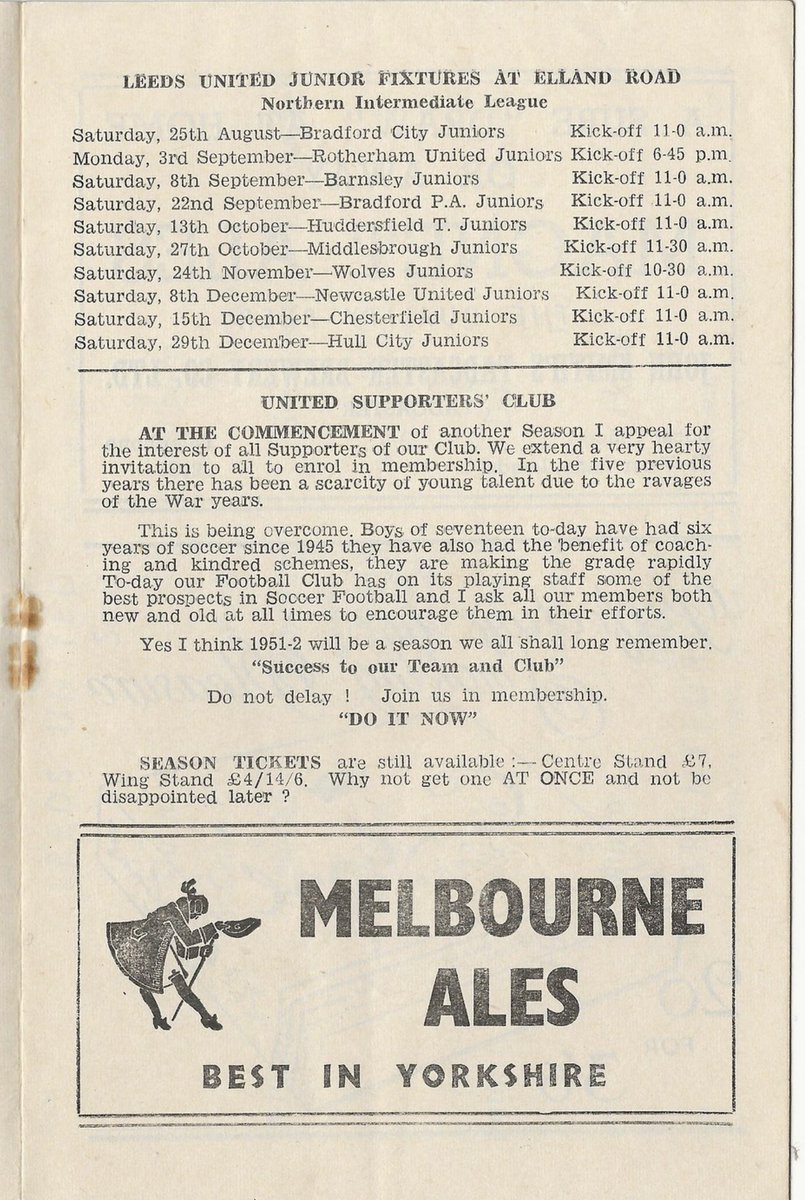 LEEDS UNITED JUNIOR FIXTURES AT ELLAND ROAD
Northern Intermediate League
Saturday, 25th August—Bradford City Juniors Kick-off 11-0 a.m.
Monday, 3rd September—Rotherham United Juniors Kick-off 6-45 p.m.
Saturday, 8th September—Barnsley Juniors Kick-off 11-0 a.m.
Saturday, 22nd September—Bradford P.A. Juniors Kick-off 11-0 a.m.
Saturday, 13th October—Huddersfield T. Juniors Kick-off 11-0 a.m.
Saturday, 27th October—Middlesbrough Juniors Kick-off 11-30 a.m.
Saturday, 24th November—Wolves Juniors Kick-off 10-30 a.m.
Saturday, 8th December—Newcastle United Juniors Kick-off 11-0 a.m.
Saturday, 15th December—Chesterfield Juniors Kick-off 11-0 a.m.
Saturday, 29th December—Hull City Juniors Kick-off 11-0 a.m.
UNITED SUPPORTERS' CLUB
AT THE COMMENCEMENT of another Season I appeal for
the interest of all Supporters of our Club. We extend a very hearty
invitation to all to enrol in membership. In the five previous
years there has been a scarcity of young talent due to the ravages
of the War years.
This is being overcome. Boys of seventeen to-day have had six
years of soccer since 1945 they have also had the benefit of coach-
ing and kindred schemes, they are making the grade rapidly
To-day our Football Club has on its playing staff some of the
best prospects in Soccer Football and I ask all our members both
new and old at all times to encourage them in their efforts.
Yes I think 1951-2 will be a season we all shall long remember.
"Success to our Team and Club"
Do not delay ! Join us in membership.
"DO IT NOW"
SEASON TICKETS are still available :— Centre Stand £7,
Wing Stand £4/14/6. Why not get one AT ONCE and not be
disappointed later ?
MELBOURNE
ALES
BEST IN YORKSHIRE